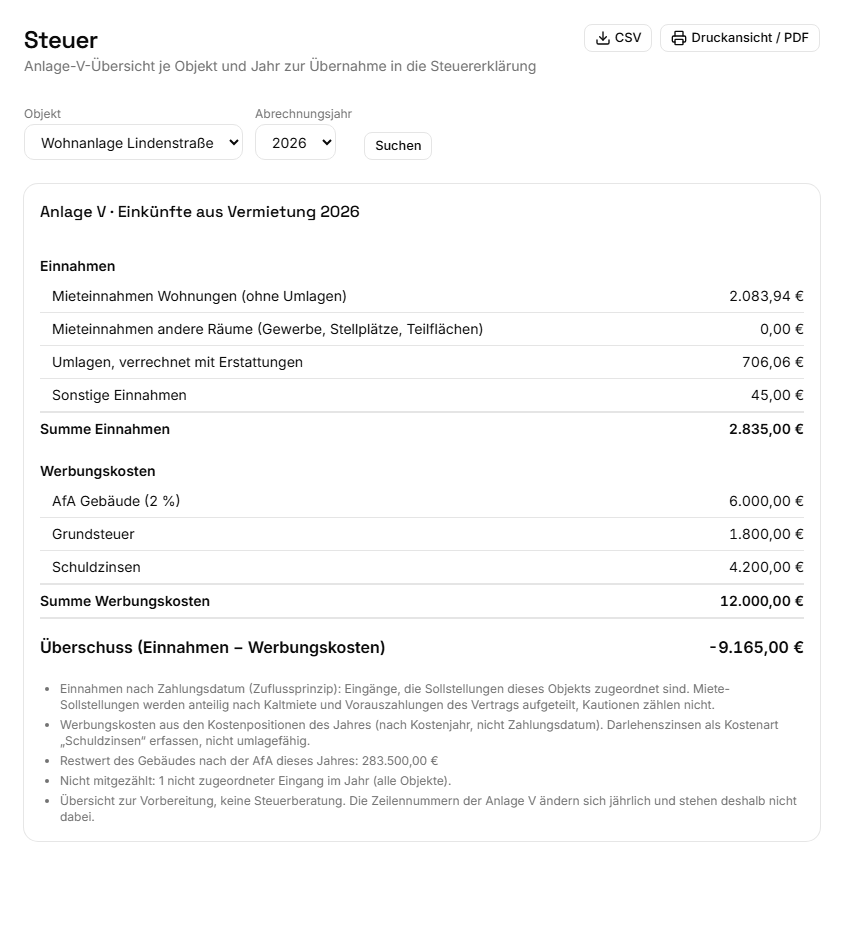 Steuer
CSV
Druckansicht / PDF
Anlage-V-Übersicht je Objekt und Jahr zur Übernahme in die Steuererklärung
Objekt
Abrechnungsjahr
Wohnanlage Lindenstraße
2026
Suchen
Anlage V · Einkünfte aus Vermietung 2026
Einnahmen
Mieteinnahmen Wohnungen (ohne Umlagen) 2.083,94 €
Mieteinnahmen andere Räume (Gewerbe, Stellplätze, Teilflächen) 0,00 €
Umlagen, verrechnet mit Erstattungen 706,06 €
Sonstige Einnahmen 45,00 €
Summe Einnahmen 2.835,00 €
Werbungskosten
AfA Gebäude (2 %) 6.000,00 €
Grundsteuer 1.800,00 €
Schuldzinsen 4.200,00 €
Summe Werbungskosten 12.000,00 €
Überschuss (Einnahmen – Werbungskosten) -9.165,00 €
• Einnahmen nach Zahlungsdatum (Zuflussprinzip): Eingänge, die Sollstellungen dieses Objekts zugeordnet sind. Miete-
Sollstellungen werden anteilig nach Kaltmiete und Vorauszahlungen des Vertrags aufgeteilt, Kautionen zählen nicht.
• Werbungskosten aus den Kostenpositionen des Jahres (nach Kostenjahr, nicht Zahlungsdatum). Darlehenszinsen als Kostenart
„Schuldzinsen“ erfassen, nicht umlagefähig.
• Restwert des Gebäudes nach der AfA dieses Jahres: 283.500,00 €
• Nicht mitgezählt: 1 nicht zugeordneter Eingang im Jahr (alle Objekte).
• Übersicht zur Vorbereitung, keine Steuerberatung. Die Zeilennummern der Anlage V ändern sich jährlich und stehen deshalb nicht
dabei.